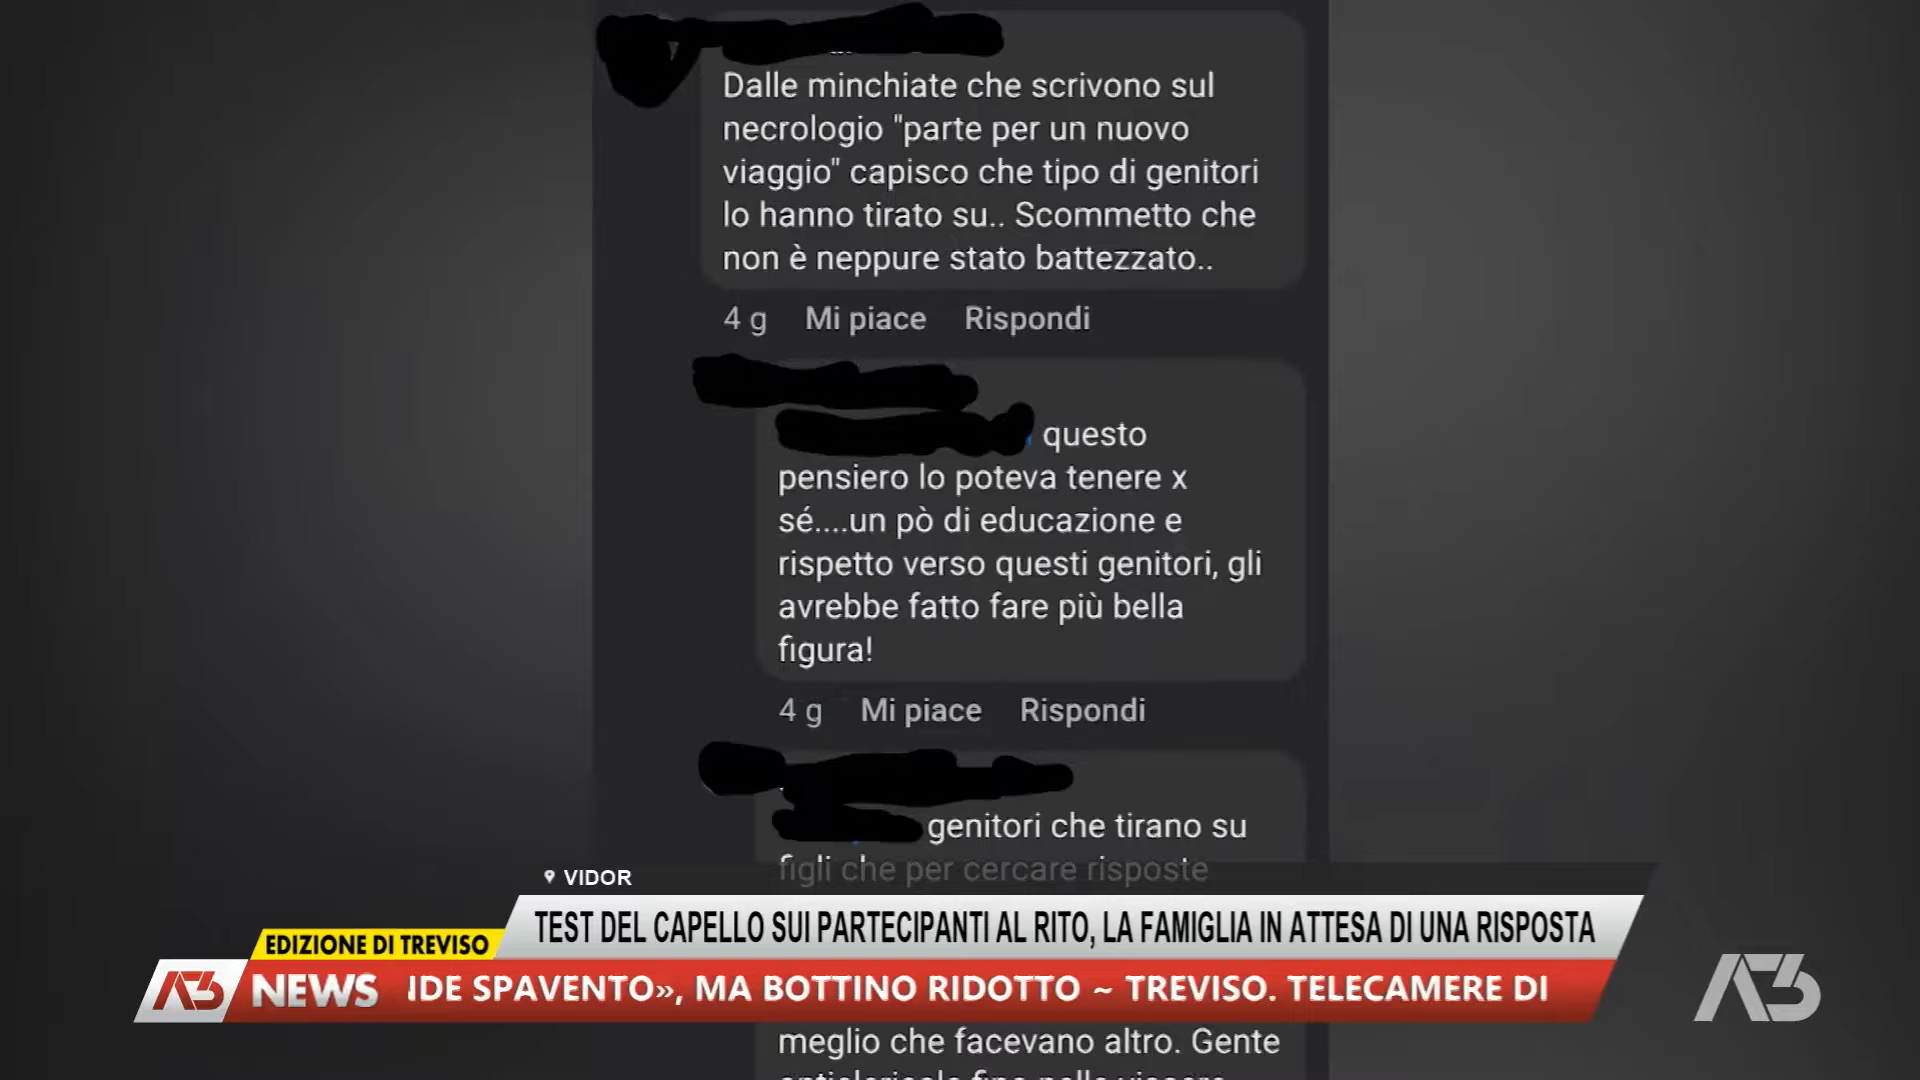 Dalle minchiate che scrivono sul
necrologio "parte per un nuovo
viaggio" capisco che tipo di genitori
lo hanno tirato su.. Scommetto che
non è neppure stato battezzato..
4 g Mi piace Rispondi
questo
pensiero lo poteva tenere x
sé....un pò di educazione e
rispetto verso questi genitori, gli
avrebbe fatto fare più bella
figura!
4 g Mi piace Rispondi
genitori che tirano su
figli che per cercare risposte
VIDOR
TEST DEL CAPELLO SUI PARTECIPANTI AL RITO, LA FAMIGLIA IN ATTESA DI UNA RISPOSTA
EDIZIONE DI TREVISO
A3 NEWS
IDE SPAVENTO», MA BOTTINO RIDOTTO ~ TREVISO. TELECAMERE DI
A3
meglio che facevano altro. Gente